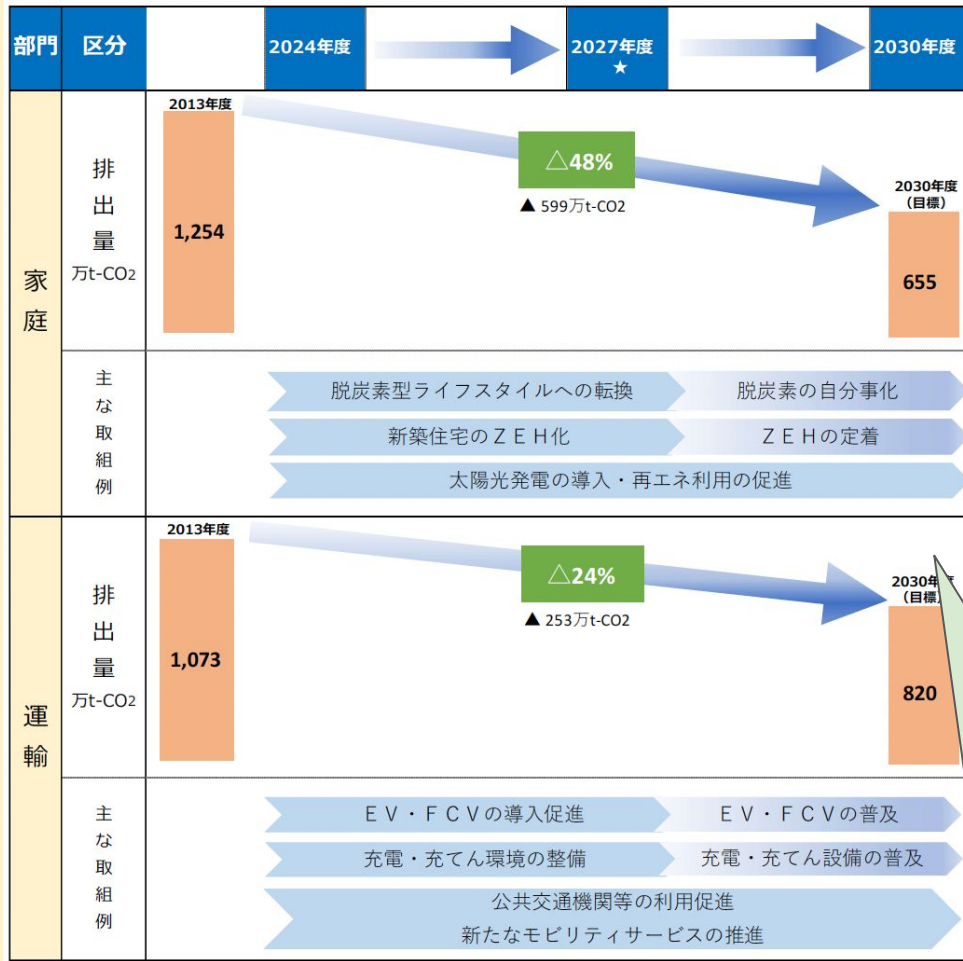 部門 区分 2024年度 2027年度 2030年度
★
2013年度
△48%
▲ 599万t-CO2
2030年度
(目標)
家庭
排出量
万t-CO2
1,254
655
主な取組例
脱炭素型ライフスタイルへの転換 脱炭素の自分事化
新築住宅のＺＥＨ化 ＺＥＨの定着
太陽光発電の導入・再エネ利用の促進
2013年度
△24%
▲ 253万t-CO2
2030年度
(目標)
運輸
排出量
万t-CO2
1,073
820
主な取組例
ＥＶ・ＦＣＶの導入促進 ＥＶ・ＦＣＶの普及
充電・充てん環境の整備 充電・充てん設備の普及
公共交通機関等の利用促進
新たなモビリティサービスの推進